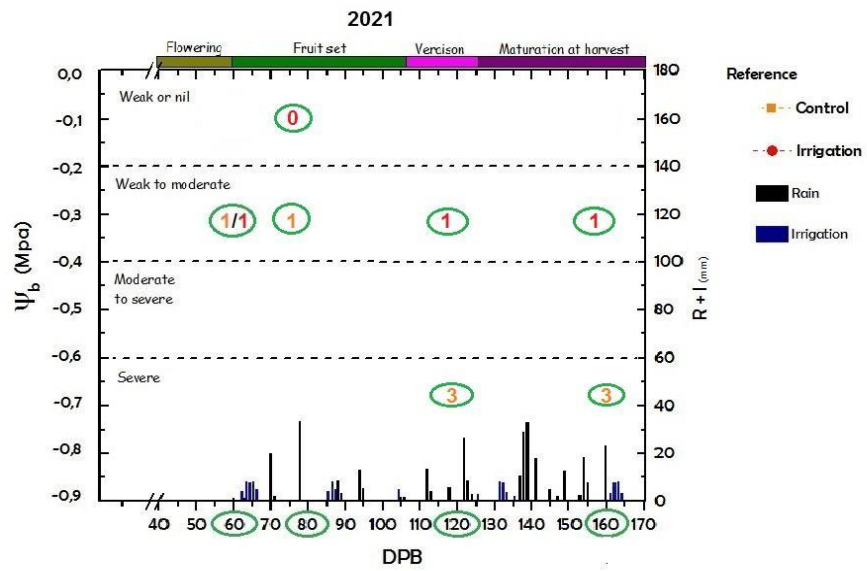 2021
Flowering Fruit set Vercison Maturation at harvest
0,0 180
Weak or nil
-0,1 0 160
-0,2 140
Weak to moderate
-0,3 1/1 1 1 1 120
-0,4 100
Moderate
to severe
-0,5 80
-0,6 60
Severe
-0,7 3 3 40
-0,8 20
-0,9 0
40 50 60 70 80 90 100 110 120 130 140 150 160 170
DPB
Ψb (Mpa)
R + I (mm)
Reference
Control
Irrigation
Rain
Irrigation